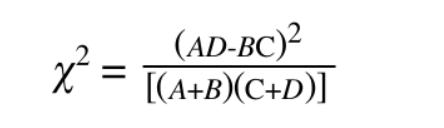 χ² = (AD-BC)² / [(A+B)(C+D)]